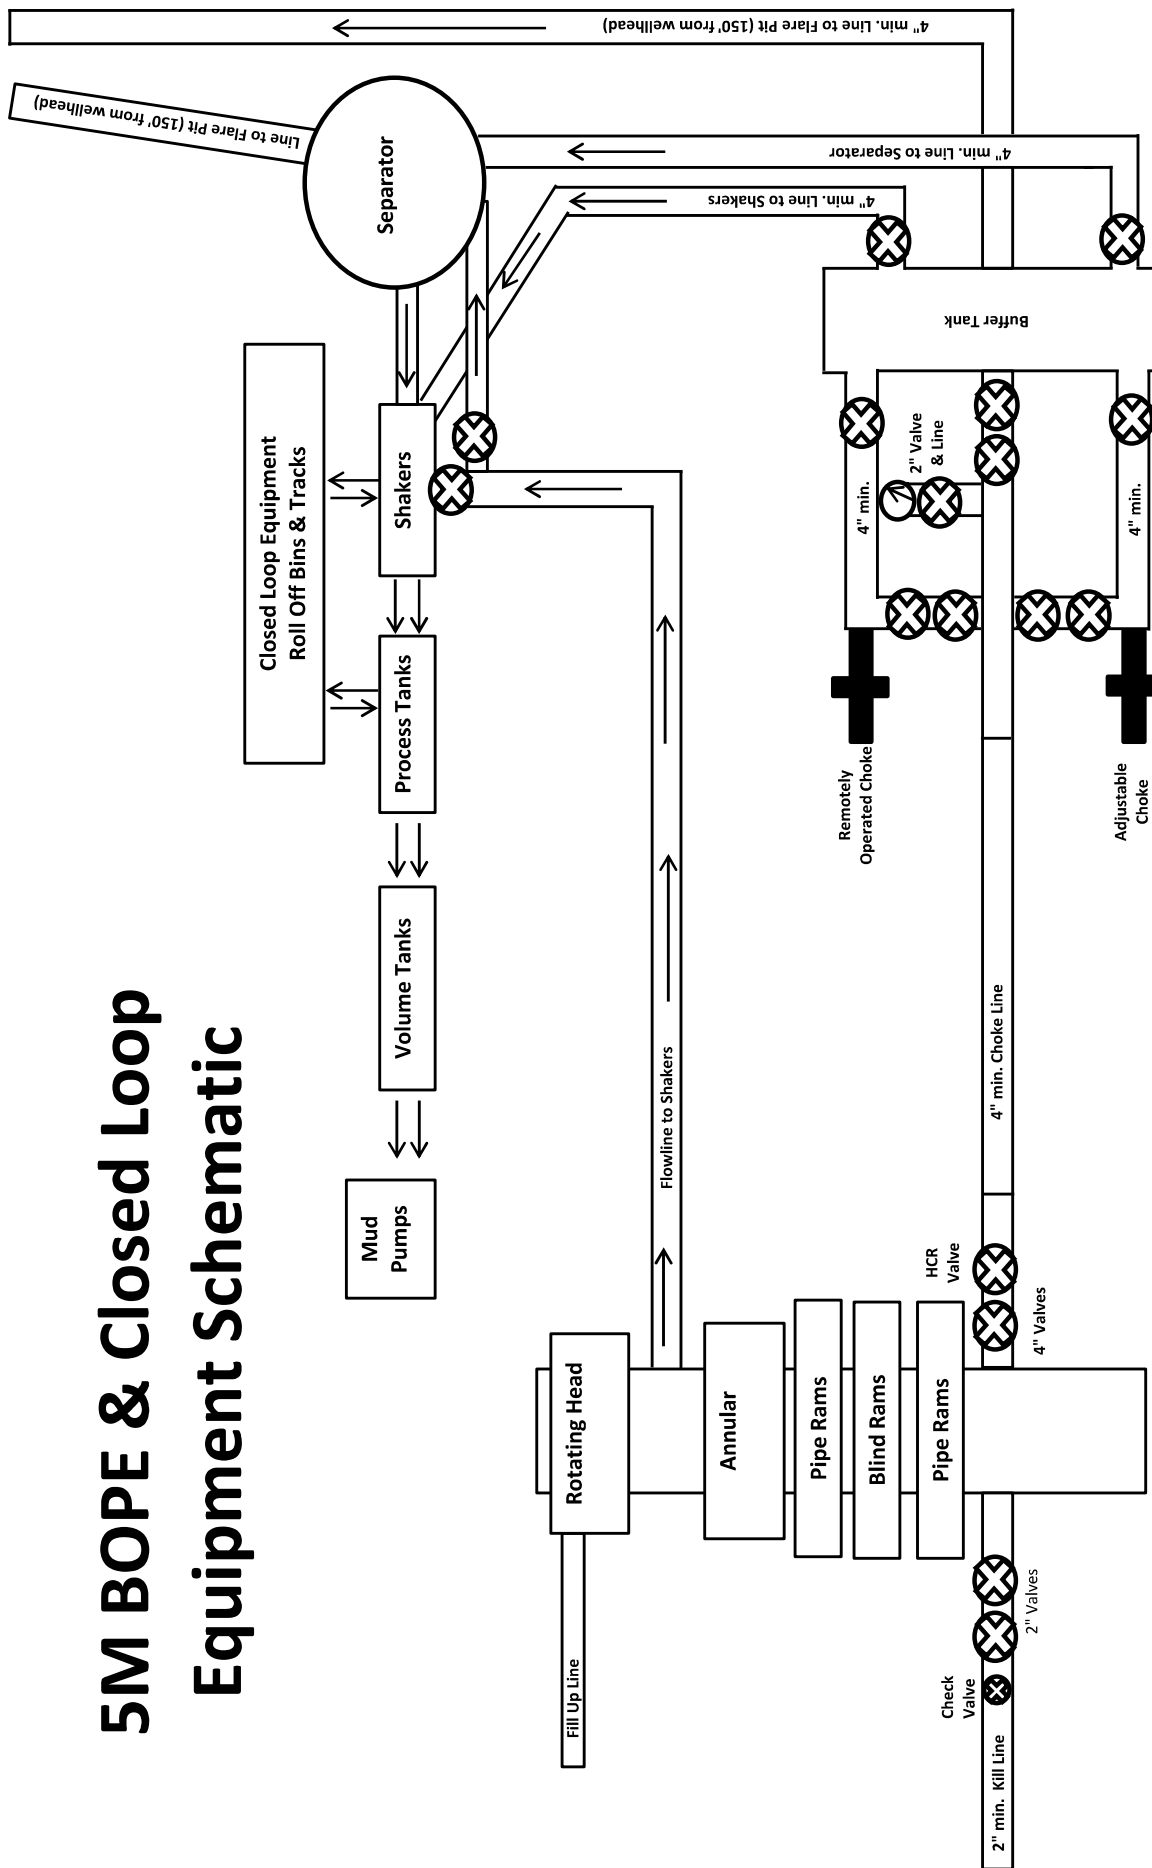 5M BOPE & Closed Loop
Equipment Schematic
Mud
Pumps
Volume Tanks
Process Tanks
Shakers
Closed Loop Equipment
Roll Off Bins & Tracks
Separator
Line to Flare Pit (150' from wellhead)
4" min. Line to Flare Pit (150' from wellhead)
4" min. Line to Separator
4" min. Line to Shakers
Fill Up Line
Rotating Head
Flowline to Shakers
Annular
Pipe Rams
Blind Rams
Pipe Rams
Check
Valve
2" min. Kill Line
2" Valves
HCR
Valve
4" Valves
4" min. Choke Line
Remotely
Operated Choke
4" min.
2" Valve
& Line
Buffer Tank
Adjustable
Choke
4" min.